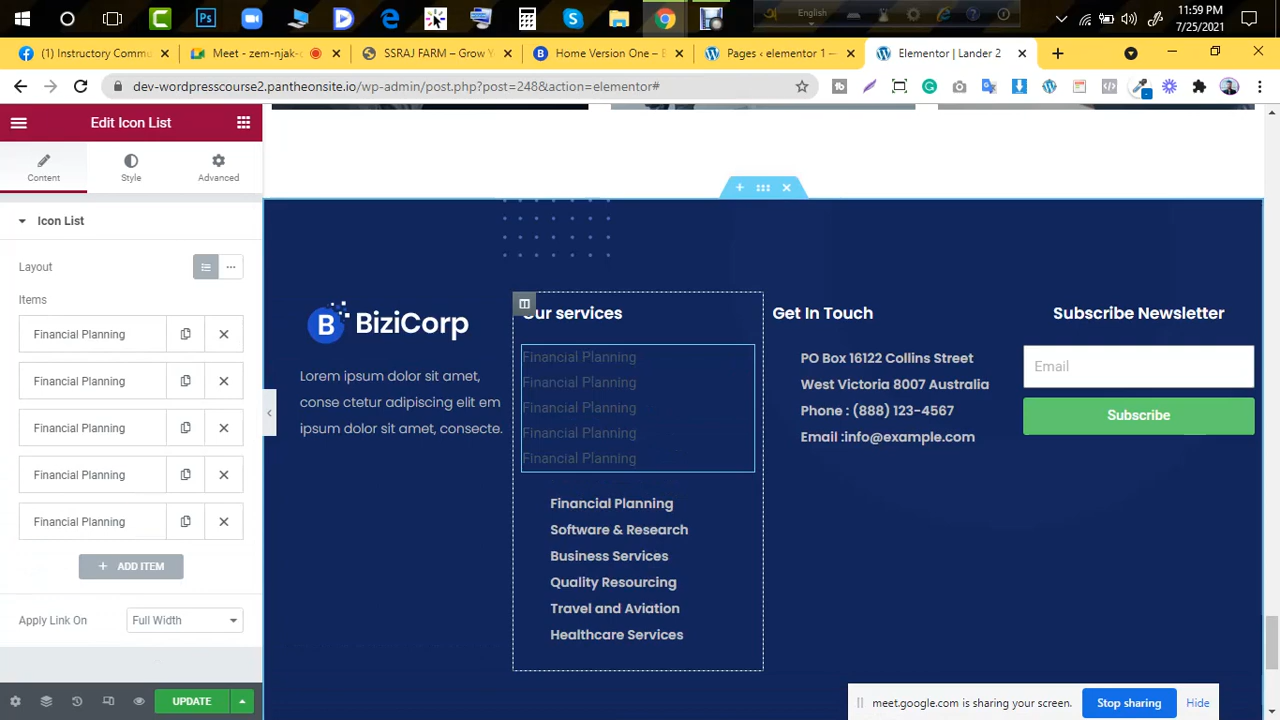 English
11:59 PM
7/25/2021
(1) Instructory Commu
Meet - zem-njak-
SSRAJ FARM – Grow Y
Home Version One – E
Pages ‹ elementor 1 —
Elementor | Lander 2
dev-wordpresscourse2.pantheonsite.io/wp-admin/post.php?post=248&action=elementor#
Edit Icon List
Content
Style
Advanced
Icon List
Layout
Items
Financial Planning
Financial Planning
Financial Planning
Financial Planning
Financial Planning
+ ADD ITEM
Apply Link On
Full Width
UPDATE
B BiziCorp
Lorem ipsum dolor sit amet,
conse ctetur adipiscing elit em
ipsum dolor sit amet, consecte.
Our services
Financial Planning
Financial Planning
Financial Planning
Financial Planning
Financial Planning
Financial Planning
Software & Research
Business Services
Quality Resourcing
Travel and Aviation
Healthcare Services
Get In Touch
PO Box 16122 Collins Street
West Victoria 8007 Australia
Phone : (888) 123-4567
Email :info@example.com
Subscribe Newsletter
Email
Subscribe
meet.google.com is sharing your screen.
Stop sharing
Hide